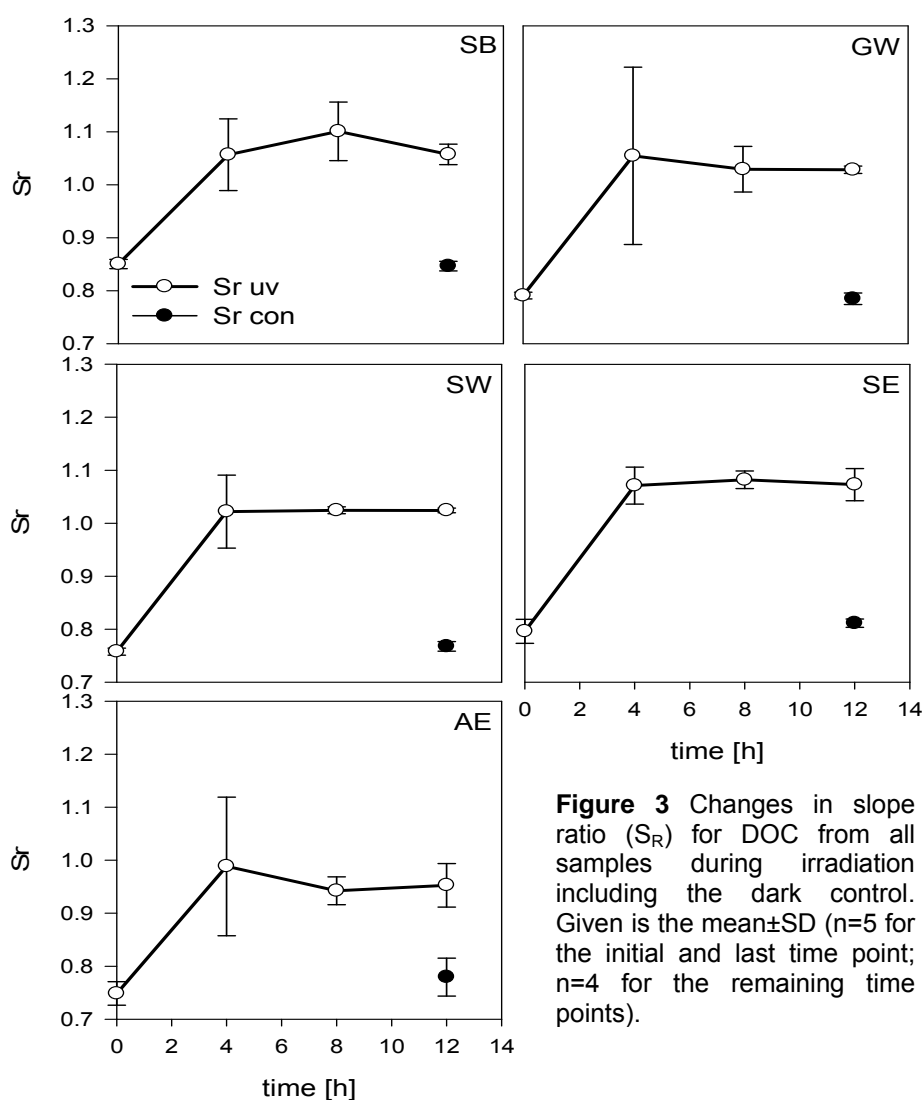 SB
1.3
1.2
1.1
1.0
0.9
0.8
0.7
Sr
Sr uv
Sr con
GW
SW
1.3
1.2
1.1
1.0
0.9
0.8
0.7
Sr
SE
0 2 4 6 8 10 12 14
time [h]
AE
1.3
1.2
1.1
1.0
0.9
0.8
0.7
Sr
0 2 4 6 8 10 12 14
time [h]
Figure 3 Changes in slope
ratio (SR) for DOC from all
samples during irradiation
including the dark control.
Given is the mean±SD (n=5 for
the initial and last time point;
n=4 for the remaining time
points).